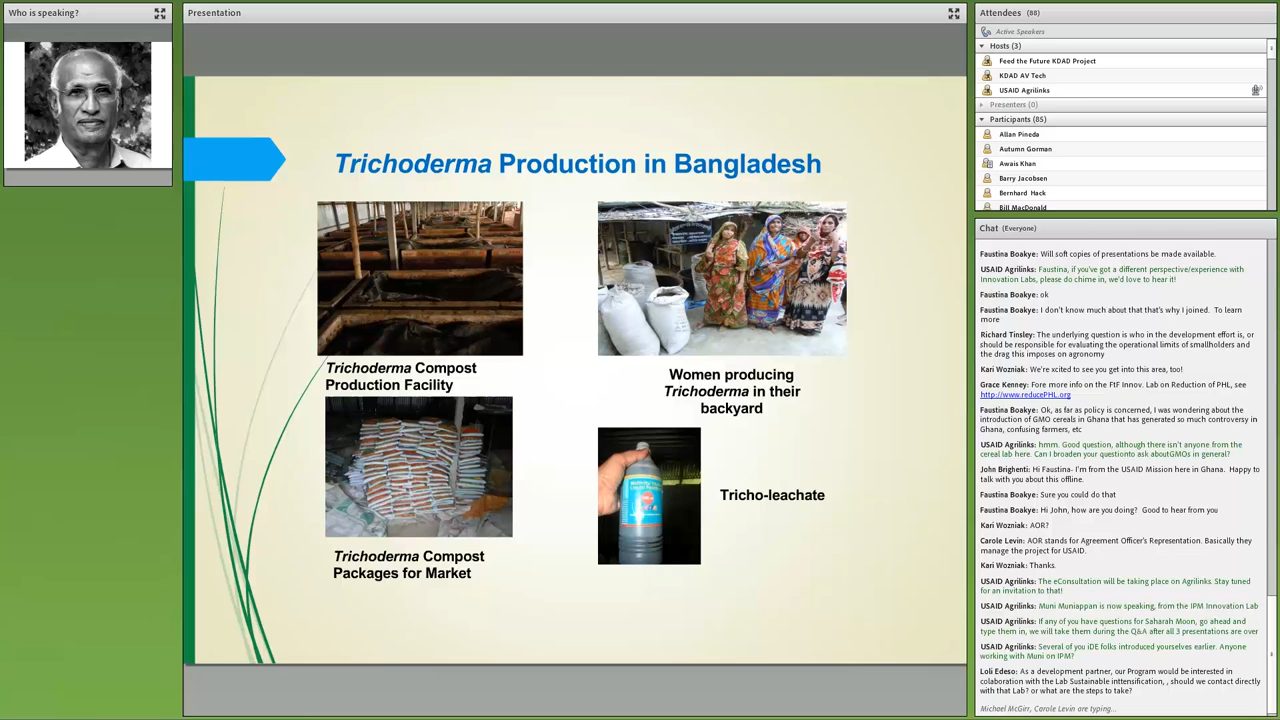 Who is speaking?
Presentation
Trichoderma Production in Bangladesh
Trichoderma Compost
Production Facility
Women producing
Trichoderma in their
backyard
Trichoderma Compost
Packages for Market
Tricho-leachate
Attendees (88)
Active Speakers
Hosts (3)
Feed the Future KDAD Project
KDAD AV Tech
USAID Agrilinks
Presenters (0)
Participants (85)
Allan Pineda
Autumn Gorman
Awais Khan
Barry Jacobsen
Bernhard Hack
Bill MacDonald
Chat (Everyone)
Faustina Boakye: Will soft copies of presentations be made available.
USAID Agrilinks: Faustina, if you've got a different perspective/experience with
Innovation Labs, please do chime in, we'd love to hear it!
Faustina Boakye: ok
Faustina Boakye: I don't know much about that that's why I joined. To learn
more
Richard Tinsley: The underlying question is who in the development effort is, or
should be responsible for evaluating the operational limits of smallholders and
the drag this imposes on agronomy
Kari Wozniak: We're xcited to see you get into this area, too!
Grace Kenney: Fore more info on the FtF Innov. Lab on Reduction of PHL, see
http://www.reducePHL.org
Faustina Boakye: Ok, as far as policy is concerned, I was wondering about the
introduction of GMO cereals in Ghana that has generated so much controversy in
Ghana, confusing farmers, etc
USAID Agrilinks: hmm. Good question, although there isn't anyone from the
cereal lab here. Can I broaden your questionto ask aboutGMOs in general?
John Brighenti: Hi Faustina- I'm from the USAID Mission here in Ghana. Happy to
talk with you about this offline.
Faustina Boakye: Sure you could do that
Faustina Boakye: Hi John, how are you doing? Good to hear from you
Kari Wozniak: AOR?
Carole Levin: AOR stands for Agreement Officer's Representation. Basically they
manage the project for USAID.
Kari Wozniak: Thanks.
USAID Agrilinks: The eConsultation will be taking place on Agrilinks. Stay tuned
for an invitation to that!
USAID Agrilinks: Muni Muniappan is now speaking, from the IPM Innovation Lab
USAID Agrilinks: If any of you have questions for Saharah Moon, go ahead and
type them in, we will take them during the Q&A after all 3 presentations are over
USAID Agrilinks: Several of you iDE folks introduced yourselves earlier. Anyone
working with Muni on IPM?
Loli Edeso: As a development partner, our Program would be interested in
colaboration with the Lab Sustainable inttensification, , should we contact directly
with that Lab? or what are the steps to take?
Michael McGirr, Carole Levin are typing...